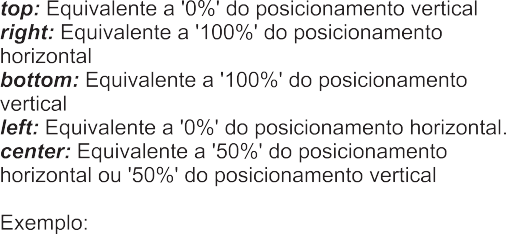 top: Equivalente a '0%' do posicionamento vertical
right: Equivalente a '100%' do posicionamento
horizontal
bottom: Equivalente a '100%' do posicionamento
vertical
left: Equivalente a '0%' do posicionamento horizontal.
center: Equivalente a '50%' do posicionamento
horizontal ou '50%' do posicionamento vertical
Exemplo: